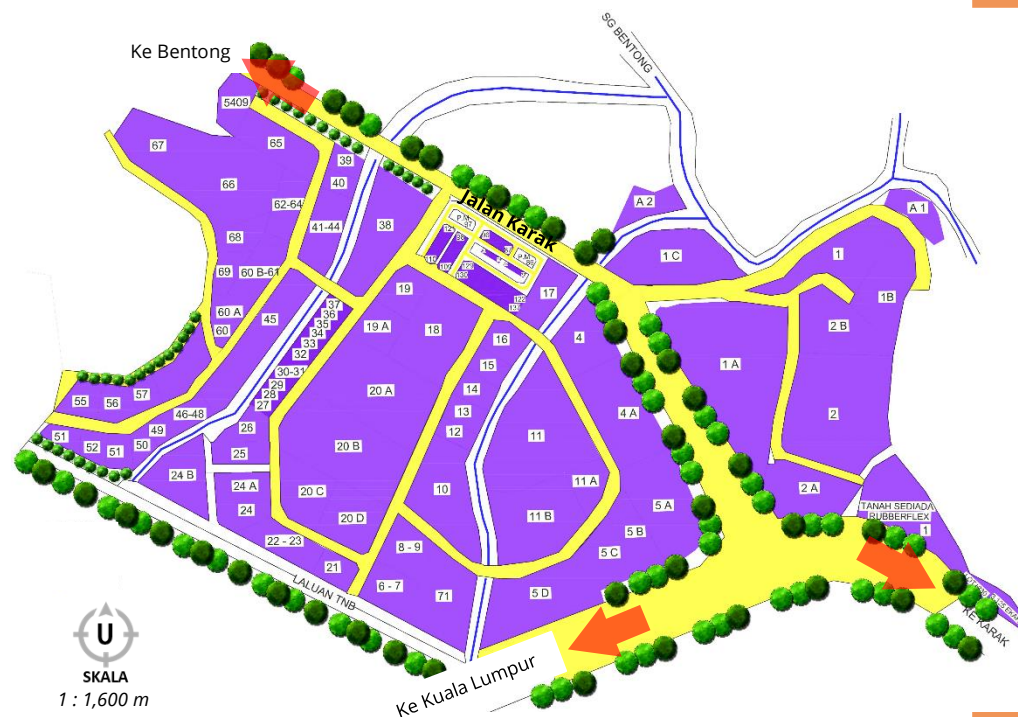 Ke Bentong
SG BENTONG
5409
67
65
39
40
66
62-64
41-44
38
68
Jalan Karak
P.M
A 2
A 1
1 C
1
1B
69
60 B-61
19
17
122
60 A
60
45
37
36
35
34
33
32
30-31
29
28
27
19 A
18
16
4
2 B
15
1 A
14
20 A
13
12
55
56
57
46-48
4 A
2
51
52
51
50
49
26
25
20 B
11
24 B
24 A
24
20 C
20 D
10
11 A
11 B
5 A
5 B
5 C
2 A
TANAH SEDIADA
RUBBERFLEX
1
22 - 23
21
8 - 9
6 - 7
71
5 D
LALUAN TNB
KE KARAK
U
SKALA
1 : 1,600 m
Ke Kuala Lumpur